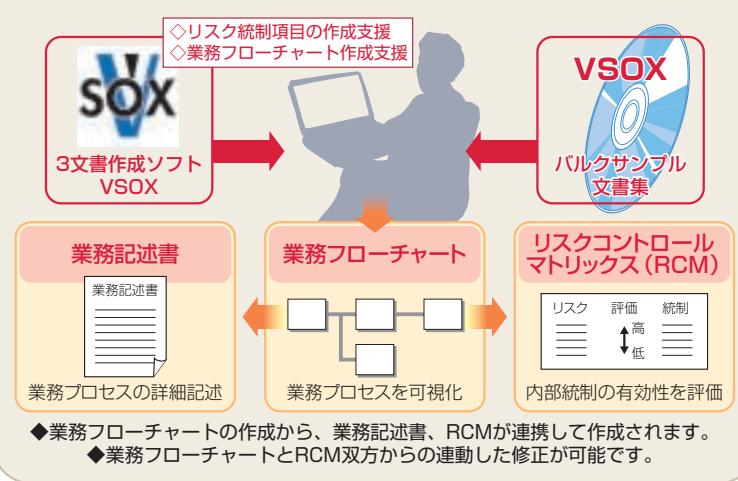 ◇リスク統制項目の作成支援
◇業務フローチャート作成支援
V
SOX
3文書作成ソフト
VSOX
VSOX
バルクサンプル
文書集
業務記述書
業務記述書
業務プロセスの詳細記述
業務フローチャート
業務プロセスを可視化
リスクコントロール
マトリックス(RCM)
リスク 評価 統制
高
低
内部統制の有効性を評価
◆業務フローチャートの作成から、業務記述書、RCMが連携して作成されます。
◆業務フローチャートとRCM双方からの連動した修正が可能です。